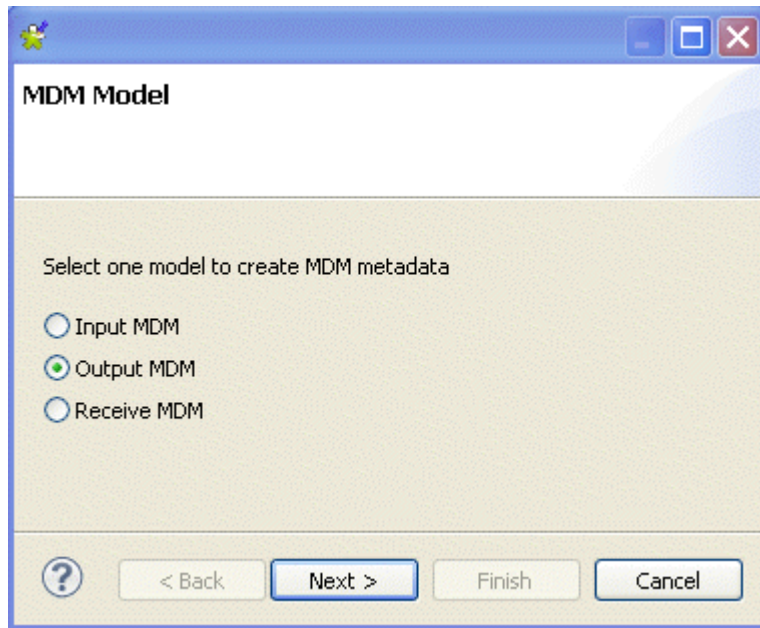 MDM Model
Select one model to create MDM metadata
Input MDM
Output MDM
Receive MDM
? < Back Next > Finish Cancel